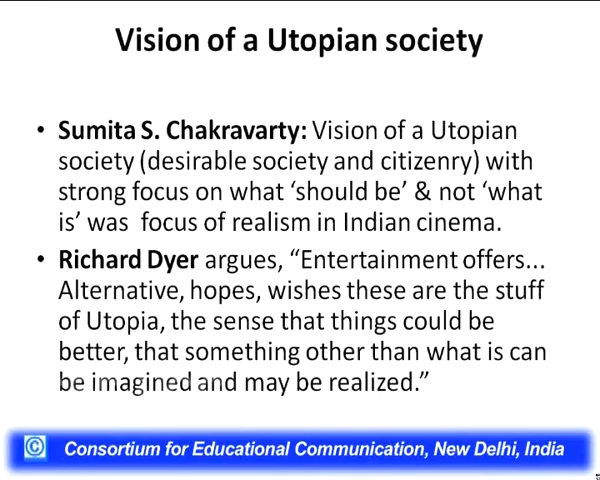 Vision of a Utopian society
• Sumita S. Chakravarty: Vision of a Utopian
society (desirable society and citizenry) with
strong focus on what ‘should be’ & not ‘what
is’ was focus of realism in Indian cinema.
• Richard Dyer argues, “Entertainment offers...
Alternative, hopes, wishes these are the stuff
of Utopia, the sense that things could be
better, that something other than what is can
be imagined and may be realized.”
© Consortium for Educational Communication, New Delhi, India